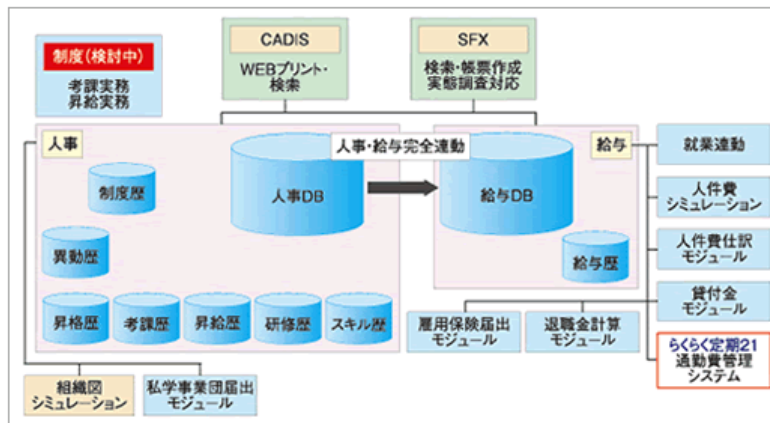 制度(検討中)
考課実務
昇給実務
CADIS
WEBプリント・
検索
SFX
検索・帳票作成
実態調査対応
人事
人事・給与完全連動
給与
制度歴
人事DB
給与DB
異動歴
給与歴
昇格歴
考課歴
昇給歴
研修歴
スキル歴
就業連動
人件費
シミュレーション
人件費仕訳
モジュール
貸付金
モジュール
雇用保険届出
モジュール
退職金計算
モジュール
らくらく定期21
通勤費管理
システム
組織図
シミュレーション
私学事業団届出
モジュール